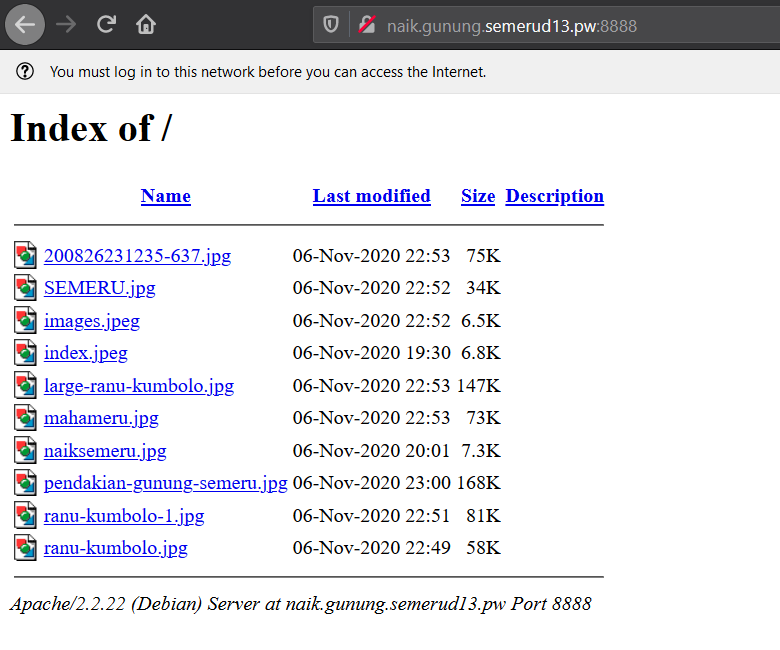 naik.gunung.semerud13.pw:8888
You must log in to this network before you can access the Internet.
Index of /
Name Last modified Size Description
200826231235-637.jpg 06-Nov-2020 22:53 75K
SEMERU.jpg 06-Nov-2020 22:52 34K
images.jpeg 06-Nov-2020 22:52 6.5K
index.jpeg 06-Nov-2020 19:30 6.8K
large-ranu-kumbolo.jpg 06-Nov-2020 22:53 147K
mahameru.jpg 06-Nov-2020 22:53 73K
naiksemeru.jpg 06-Nov-2020 20:01 7.3K
pendakian-gunung-semeru.jpg 06-Nov-2020 23:00 168K
ranu-kumbolo-1.jpg 06-Nov-2020 22:51 81K
ranu-kumbolo.jpg 06-Nov-2020 22:49 58K
Apache/2.2.22 (Debian) Server at naik.gunung.semerud13.pw Port 8888